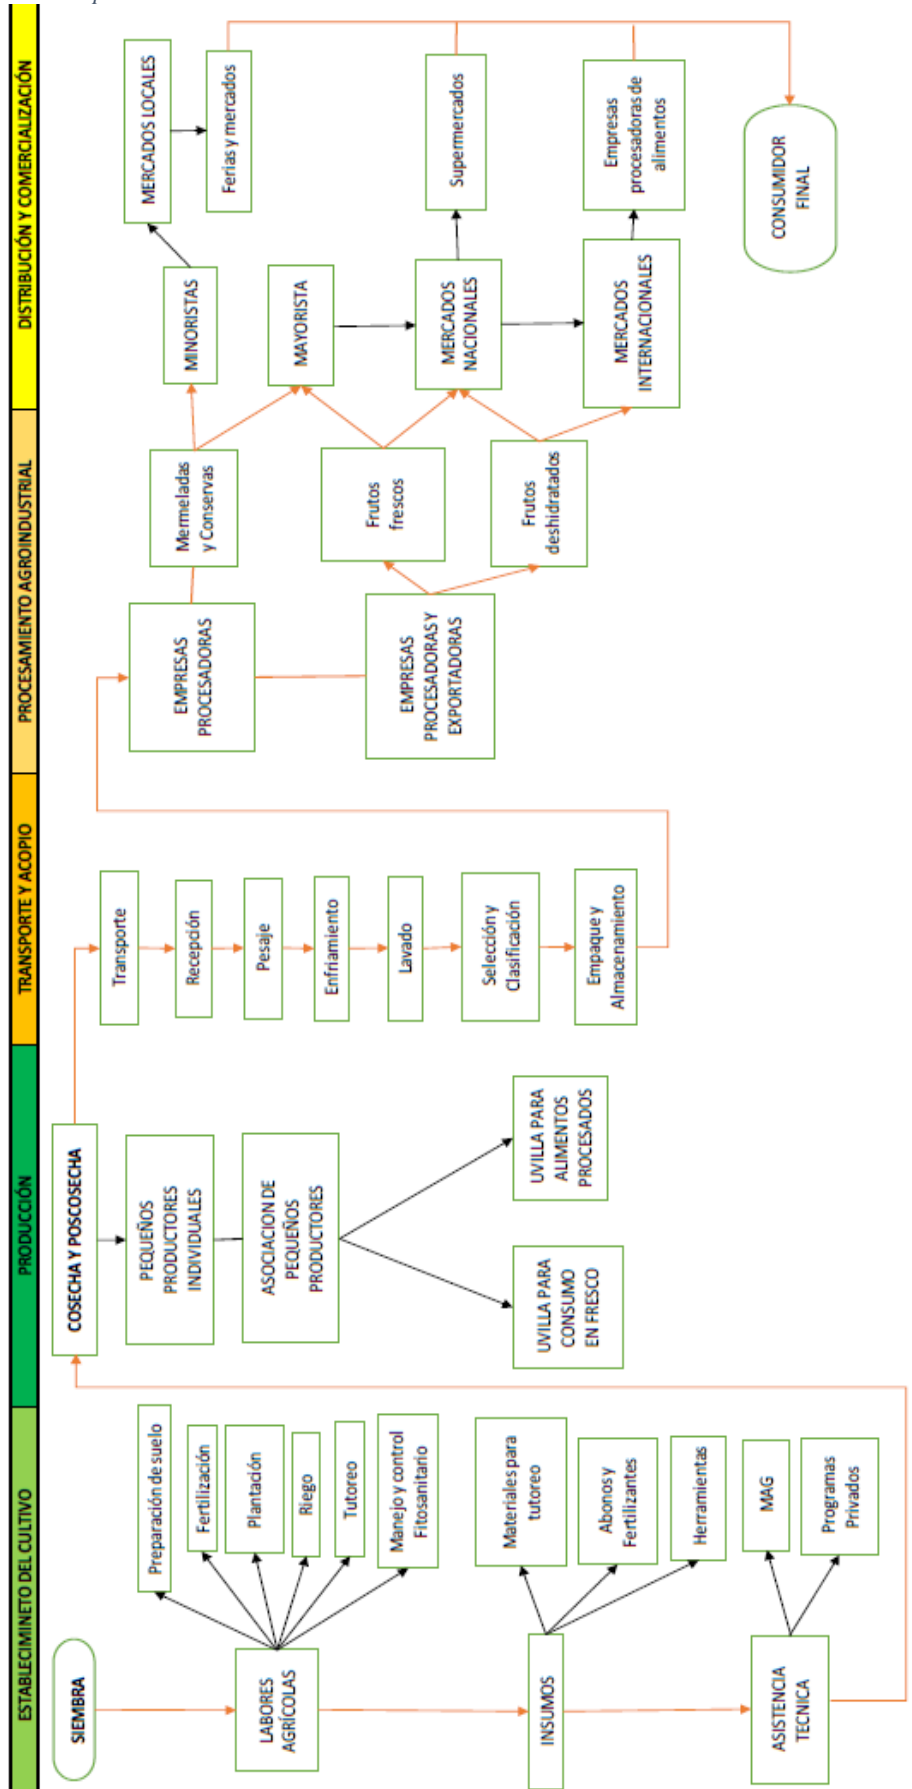 ESTABLECIMINETO DEL CULTIVO
PRODUCCIÓN
TRANSPORTE Y ACOPIO
PROCESAMIENTO AGROINDUSTRIAL
DISTRIBUCIÓN Y COMERCIALIZACIÓN
SIEMBRA
LABORES
AGRÍCOLAS
Preparación de suelo
Fertilización
Plantación
Riego
Tutoreo
Manejo y control
Fitosanitario
INSUMOS
Materiales para
tutoreo
Abonos y
Fertilizantes
Herramientas
ASISTENCIA
TECNICA
MAG
Programas
Privados
COSECHA Y POSCOSECHA
PEQUEÑOS
PRODUCTORES
INDIVIDUALES
ASOCIACION DE
PEQUEÑOS
PRODUCTORES
UVILLA PARA
CONSUMO
EN FRESCO
UVILLA PARA
ALIMENTOS
PROCESADOS
Transporte
Recepción
Pesaje
Enfriamiento
Lavado
Selección y
Clasificación
Empaque y
Almacenamiento
EMPRESAS
PROCESADORAS
EMPRESAS
PROCESADORAS Y
EXPORTADORAS
Mermeladas
y Conservas
Frutos
frescos
Frutos
deshidratados
MINORISTAS
MAYORISTA
MERCADOS
NACIONALES
MERCADOS
INTERNACIONALES
MERCADOS LOCALES
Ferias y mercados
Supermercados
Empresas
procesadoras de
alimentos
CONSUMIDOR
FINAL